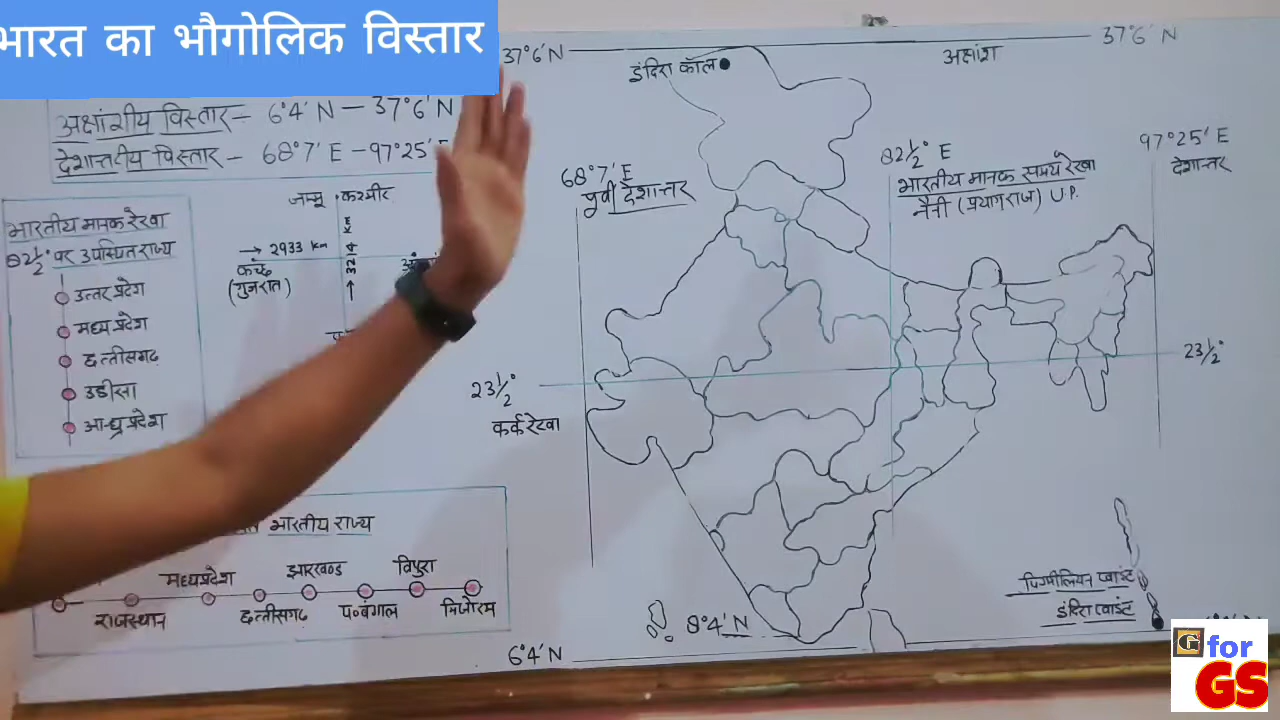 भारत का भौगोलिक विस्तार
अक्षांशीय विस्तार— 6°4'N — 37°6'N
देशान्तरीय विस्तार — 68°7' E — 97°25'
भारतीय मानक रेखा
82½° पर उपस्थित राज्य
उत्तर प्रदेश
मध्य प्रदेश
छत्तीसगढ़
उडीसा
आन्ध्र प्रदेश
जम्मू कश्मीर
→ 2933 km
कच्छ
(गुजरात)
3214 KM
भारतीय राज्य
राजस्थान
मध्यप्रदेश
छत्तीसगढ़
झारखण्ड
प०बंगाल
त्रिपुरा
मिजोरम
37°6'N
37°6'N
इंदिरा कॉल
अक्षांश
68°7' E
पूर्वी देशान्तर
82½° E
भारतीय मानक समय रेखा
नैनी (प्रयागराज) U.P.
97°25' E
देशान्तर
23½°
कर्क रेखा
23½°
पिग्मीलियन प्वाइंट
इंदिरा प्वाइंट
8°4'N
6°4'N
G for
GS